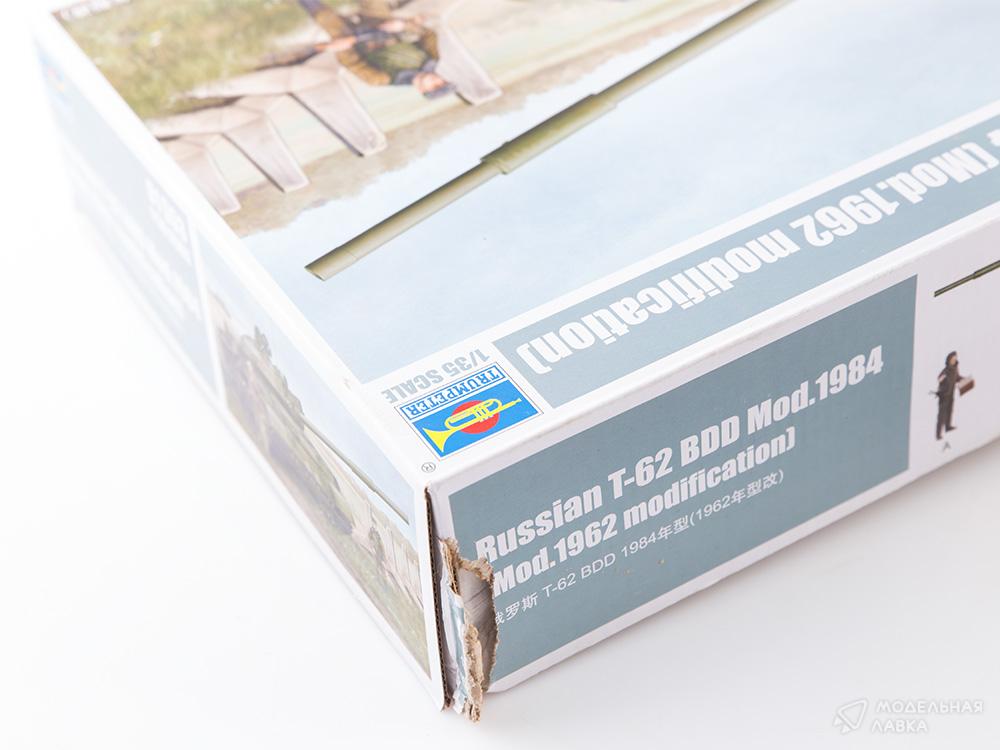 (Mod.1962 modification)
1/35 SCALE
TRUMPETER
®
Russian T-62 BDD Mod.1984
(Mod.1962 modification)
俄罗斯 T-62 BDD 1984年型(1962年型改)
A
МОДЕЛЬНАЯ
ЛАВКА